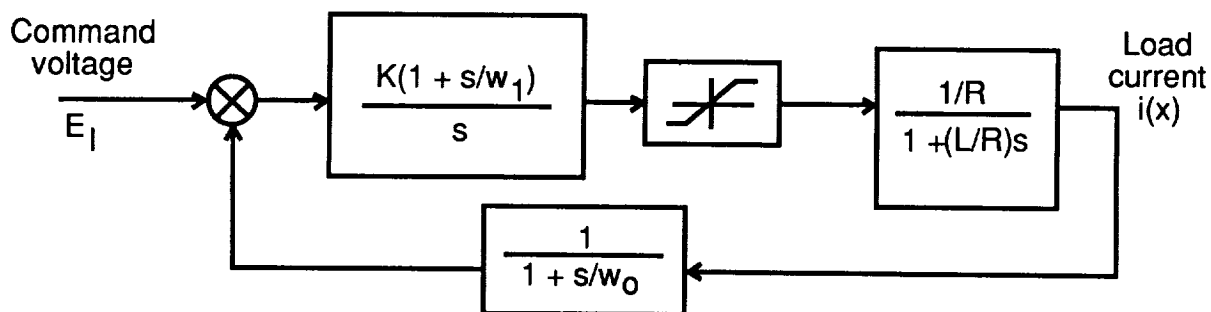 Command
voltage
E_I
K(1 + s/w_1)
s
1/R
1 +(L/R)s
Load
current
i(x)
1
1 + s/w_o